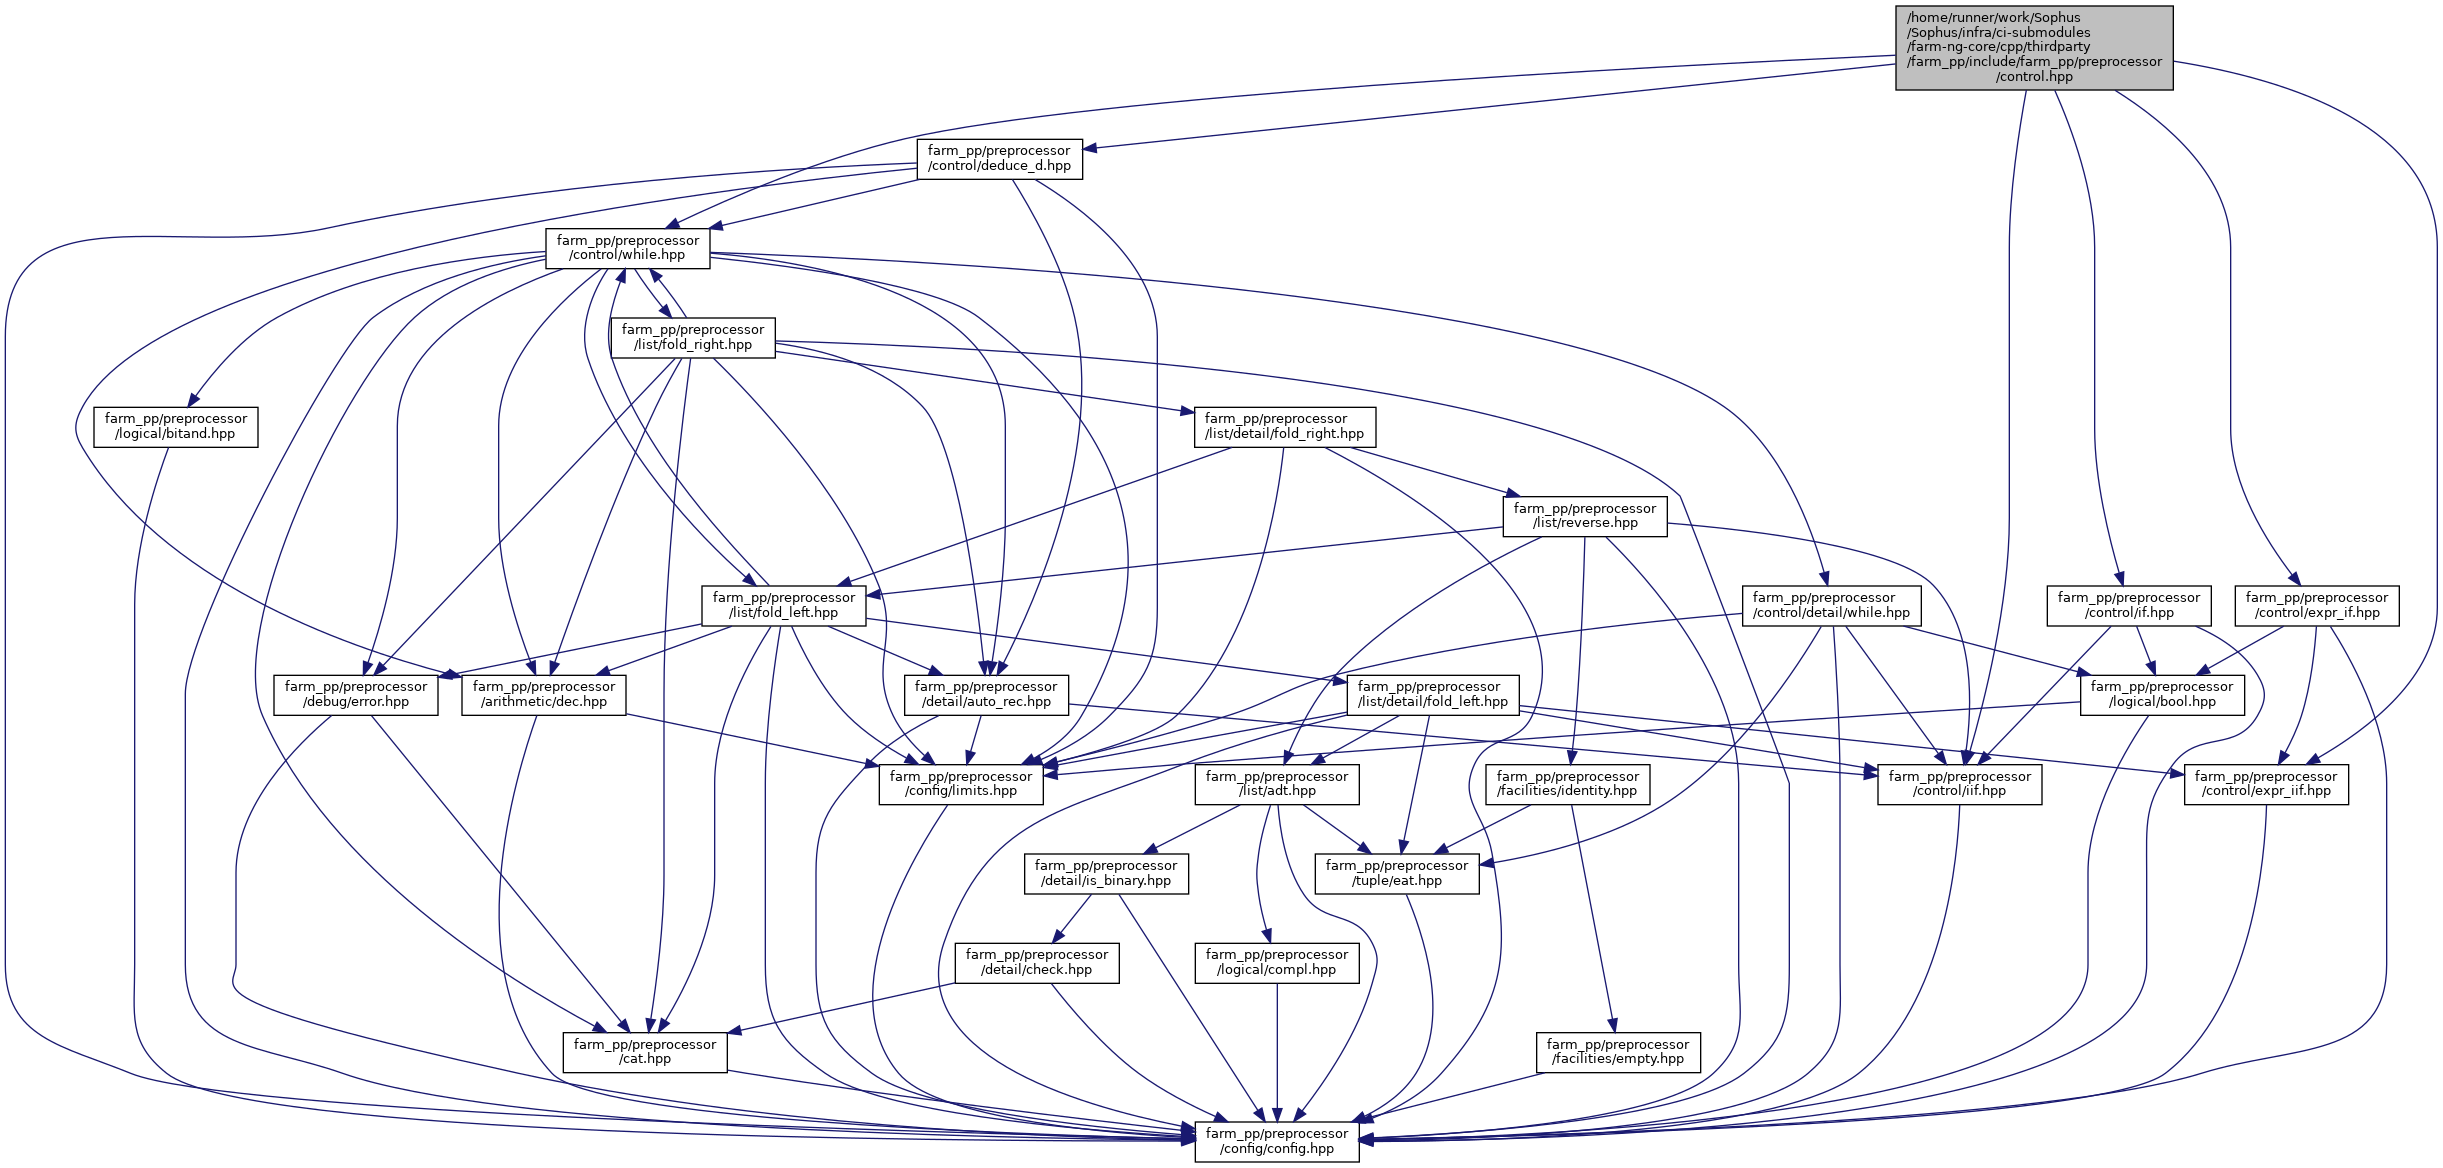 /home/runner/work/Sophus
/Sophus/infra/ci-submodules
/farm-ng-core/cpp/thirdparty
/farm_pp/include/farm_pp/preprocessor
/control.hpp
farm_pp/preprocessor
/control/deduce_d.hpp
farm_pp/preprocessor
/control/while.hpp
farm_pp/preprocessor
/list/fold_right.hpp
farm_pp/preprocessor
/logical/bitand.hpp
farm_pp/preprocessor
/list/detail/fold_right.hpp
farm_pp/preprocessor
/list/reverse.hpp
farm_pp/preprocessor
/list/fold_left.hpp
farm_pp/preprocessor
/control/detail/while.hpp
farm_pp/preprocessor
/control/if.hpp
farm_pp/preprocessor
/control/expr_if.hpp
farm_pp/preprocessor
/debug/error.hpp
farm_pp/preprocessor
/arithmetic/dec.hpp
farm_pp/preprocessor
/detail/auto_rec.hpp
farm_pp/preprocessor
/list/detail/fold_left.hpp
farm_pp/preprocessor
/logical/bool.hpp
farm_pp/preprocessor
/config/limits.hpp
farm_pp/preprocessor
/list/adt.hpp
farm_pp/preprocessor
/facilities/identity.hpp
farm_pp/preprocessor
/control/iif.hpp
farm_pp/preprocessor
/control/expr_iif.hpp
farm_pp/preprocessor
/detail/is_binary.hpp
farm_pp/preprocessor
/tuple/eat.hpp
farm_pp/preprocessor
/detail/check.hpp
farm_pp/preprocessor
/logical/compl.hpp
farm_pp/preprocessor
/cat.hpp
farm_pp/preprocessor
/facilities/empty.hpp
farm_pp/preprocessor
/config/config.hpp